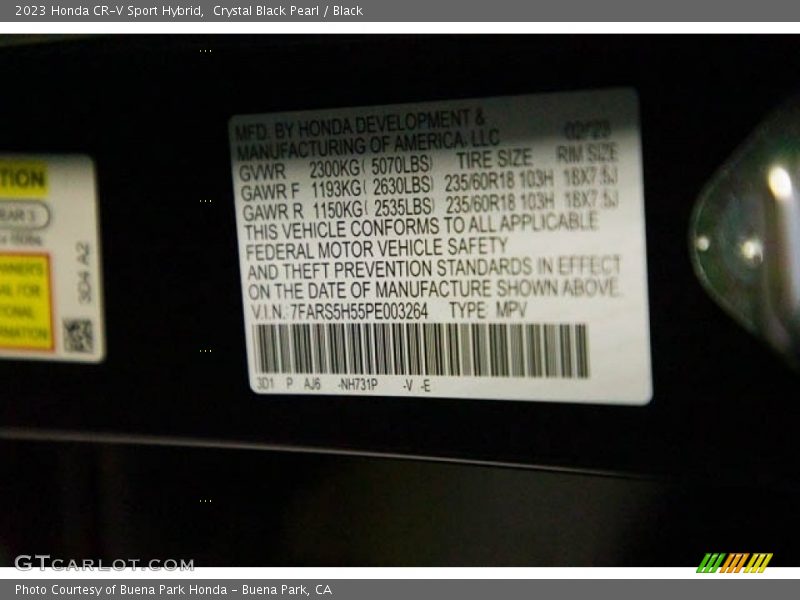 2023 Honda CR-V Sport Hybrid,  Crystal Black Pearl / Black
MFD. BY HONDA DEVELOPMENT &
MANUFACTURING OF AMERICA, LLC 02/23
GVWR 2300KG( 5070LBS) TIRE SIZE RIM SIZE
GAWR F 1193KG( 2630LBS) 235/60R18 103H 18X7.5J
GAWR R 1150KG( 2535LBS) 235/60R18 103H 18X7.5J
THIS VEHICLE CONFORMS TO ALL APPLICABLE
FEDERAL MOTOR VEHICLE SAFETY
AND THEFT PREVENTION STANDARDS IN EFFECT
ON THE DATE OF MANUFACTURE SHOWN ABOVE.
V.I.N.: 7FARS5H55PE003264 TYPE: MPV
3D1 P AJ6 -NH731P -V -E
TION
EAR 3
3D4 A2
GTCARLOT.COM
Photo Courtesy of Buena Park Honda - Buena Park, CA